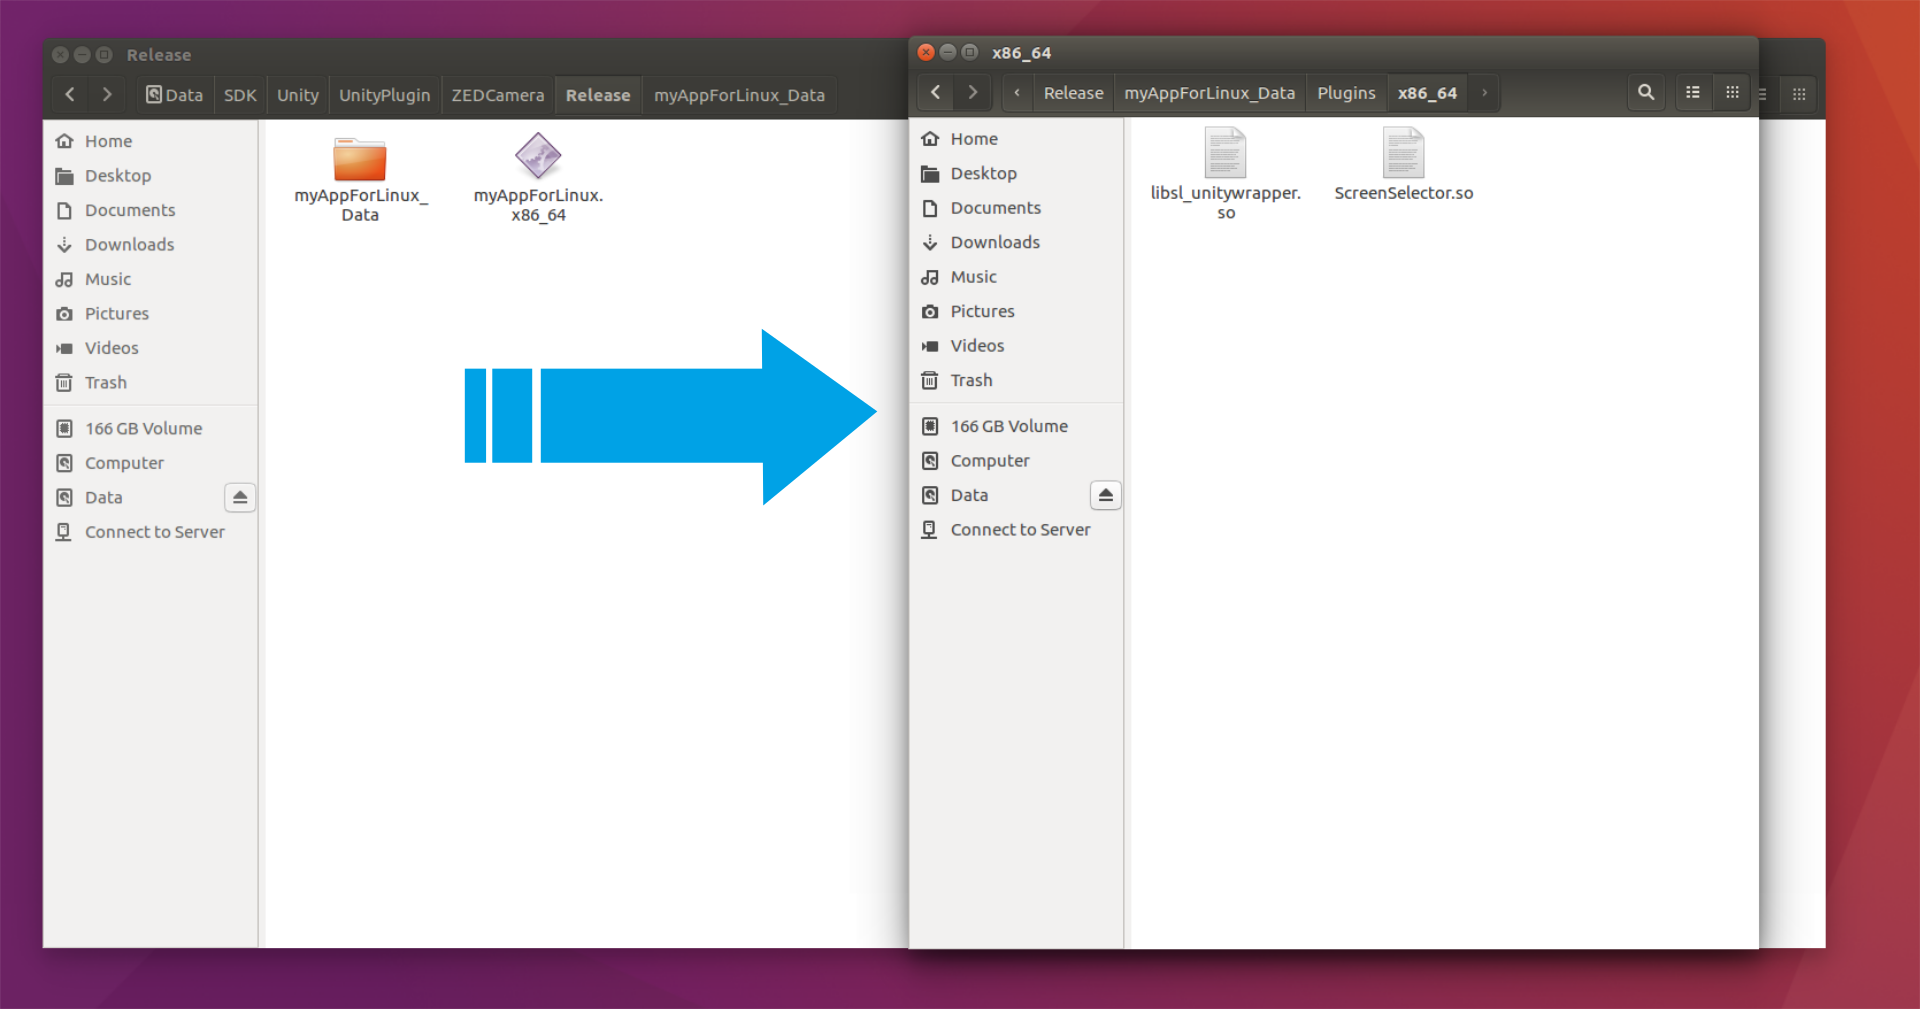 Release
Data
SDK
Unity
UnityPlugin
ZEDCamera
Release
myAppForLinux_Data
Home
Desktop
Documents
Downloads
Music
Pictures
Videos
Trash
166 GB Volume
Computer
Data
Connect to Server
myAppForLinux_
Data
myAppForLinux.
x86_64
x86_64
Release
myAppForLinux_Data
Plugins
x86_64
Home
Desktop
Documents
Downloads
Music
Pictures
Videos
Trash
166 GB Volume
Computer
Data
Connect to Server
libsl_unitywrapper.
so
ScreenSelector.so